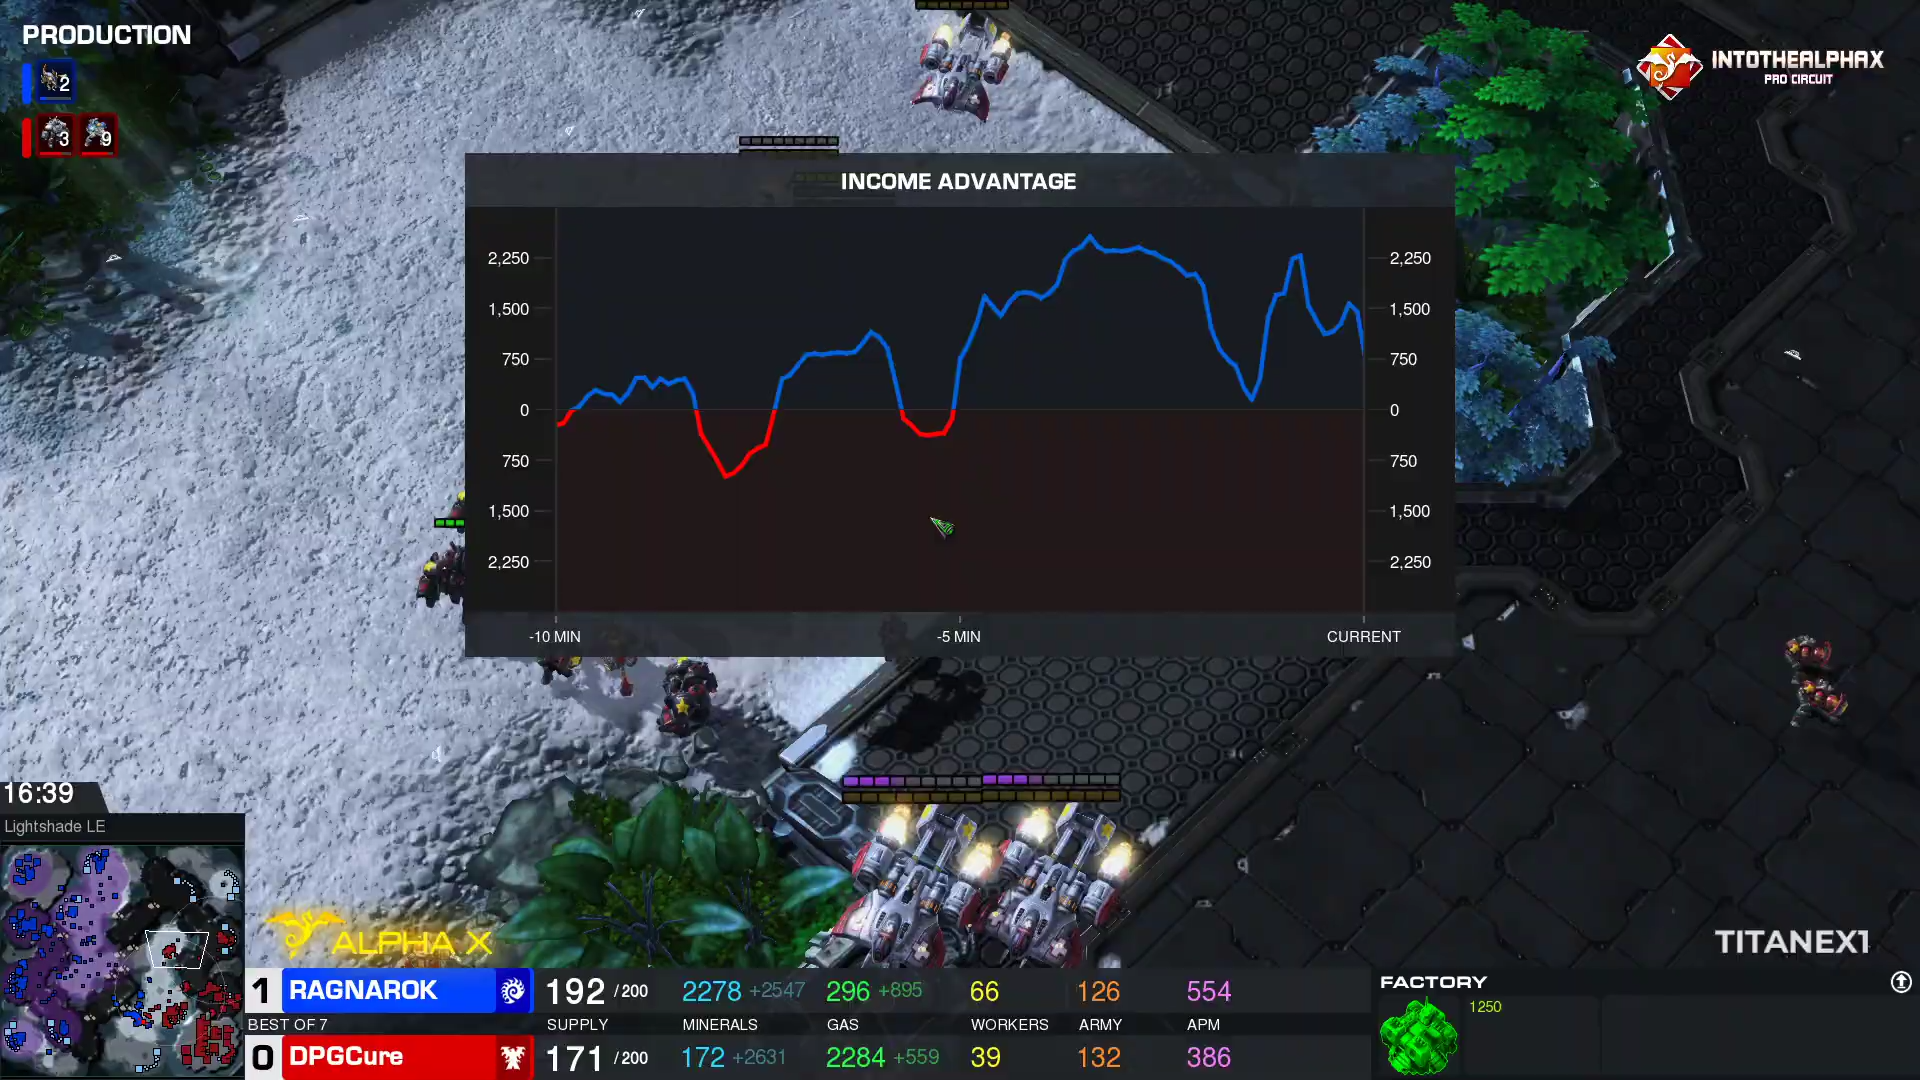 PRODUCTION
2
3 9
INTOTHEALPHAX
PRO CIRCUIT
INCOME ADVANTAGE
2,250 2,250
1,500 1,500
750 750
0 0
750 750
1,500 1,500
2,250 2,250
-10 MIN -5 MIN CURRENT
16:39
Lightshade LE
ALPHA X
TITANEX1
1 RAGNAROK 192 /200 2278 +2547 296 +895 66 126 554
BEST OF 7 SUPPLY MINERALS GAS WORKERS ARMY APM
0 DPGCure 171 /200 172 +2631 2284 +559 39 132 386
FACTORY
1250